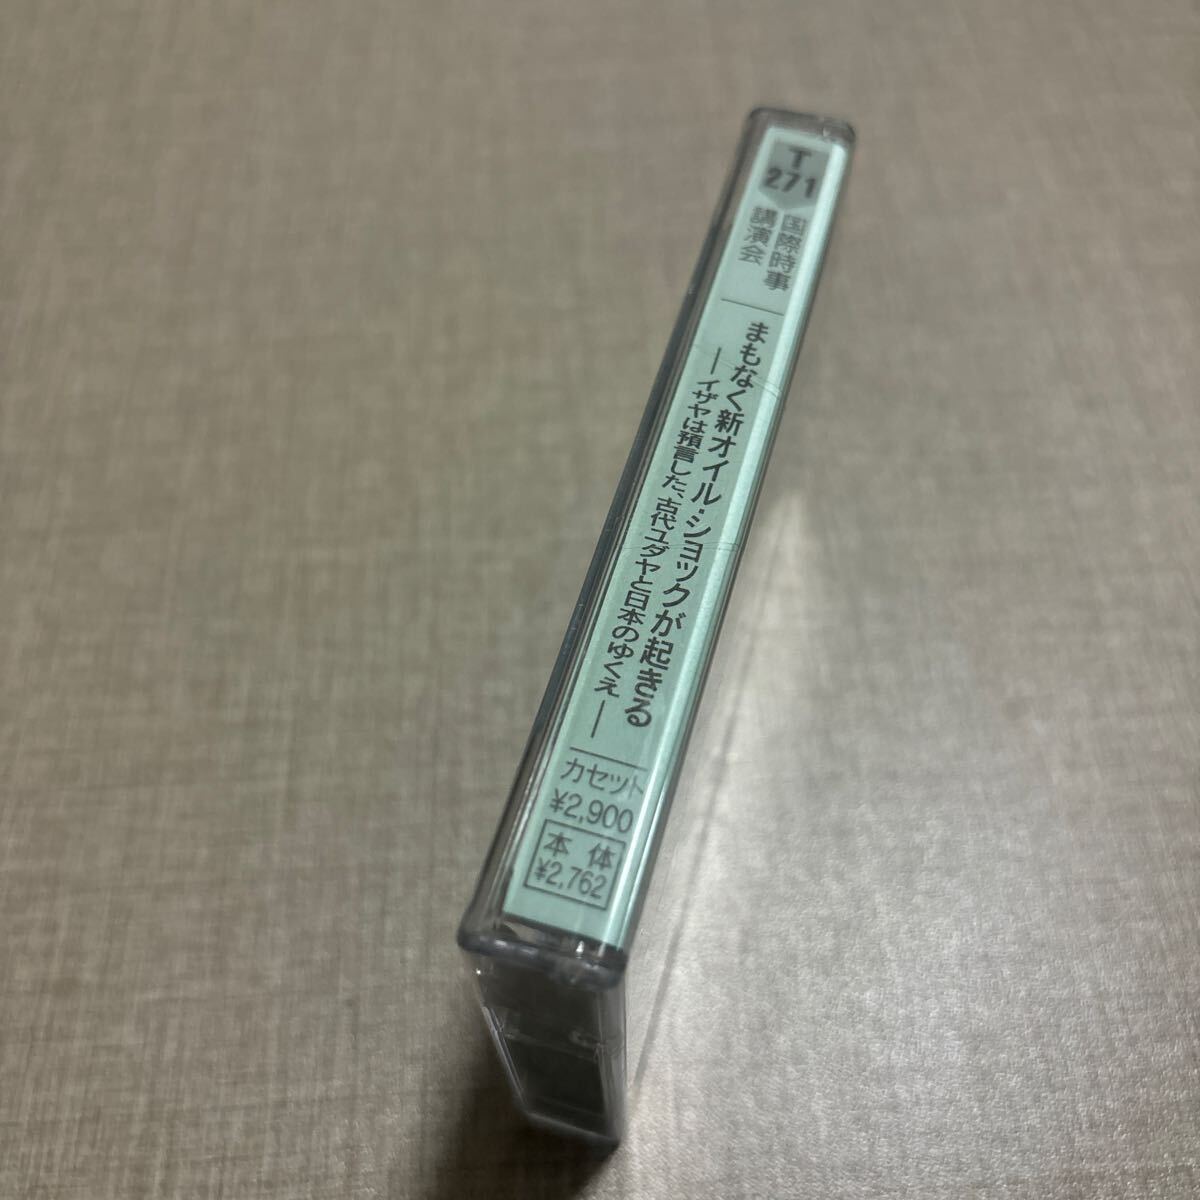 T
271
国際時事
講演会
まもなく新オイル・ショックが起きる
―イザヤは預言した、古代ユダヤと日本のゆくえ―
カセット
¥2,900
本体
¥2,762